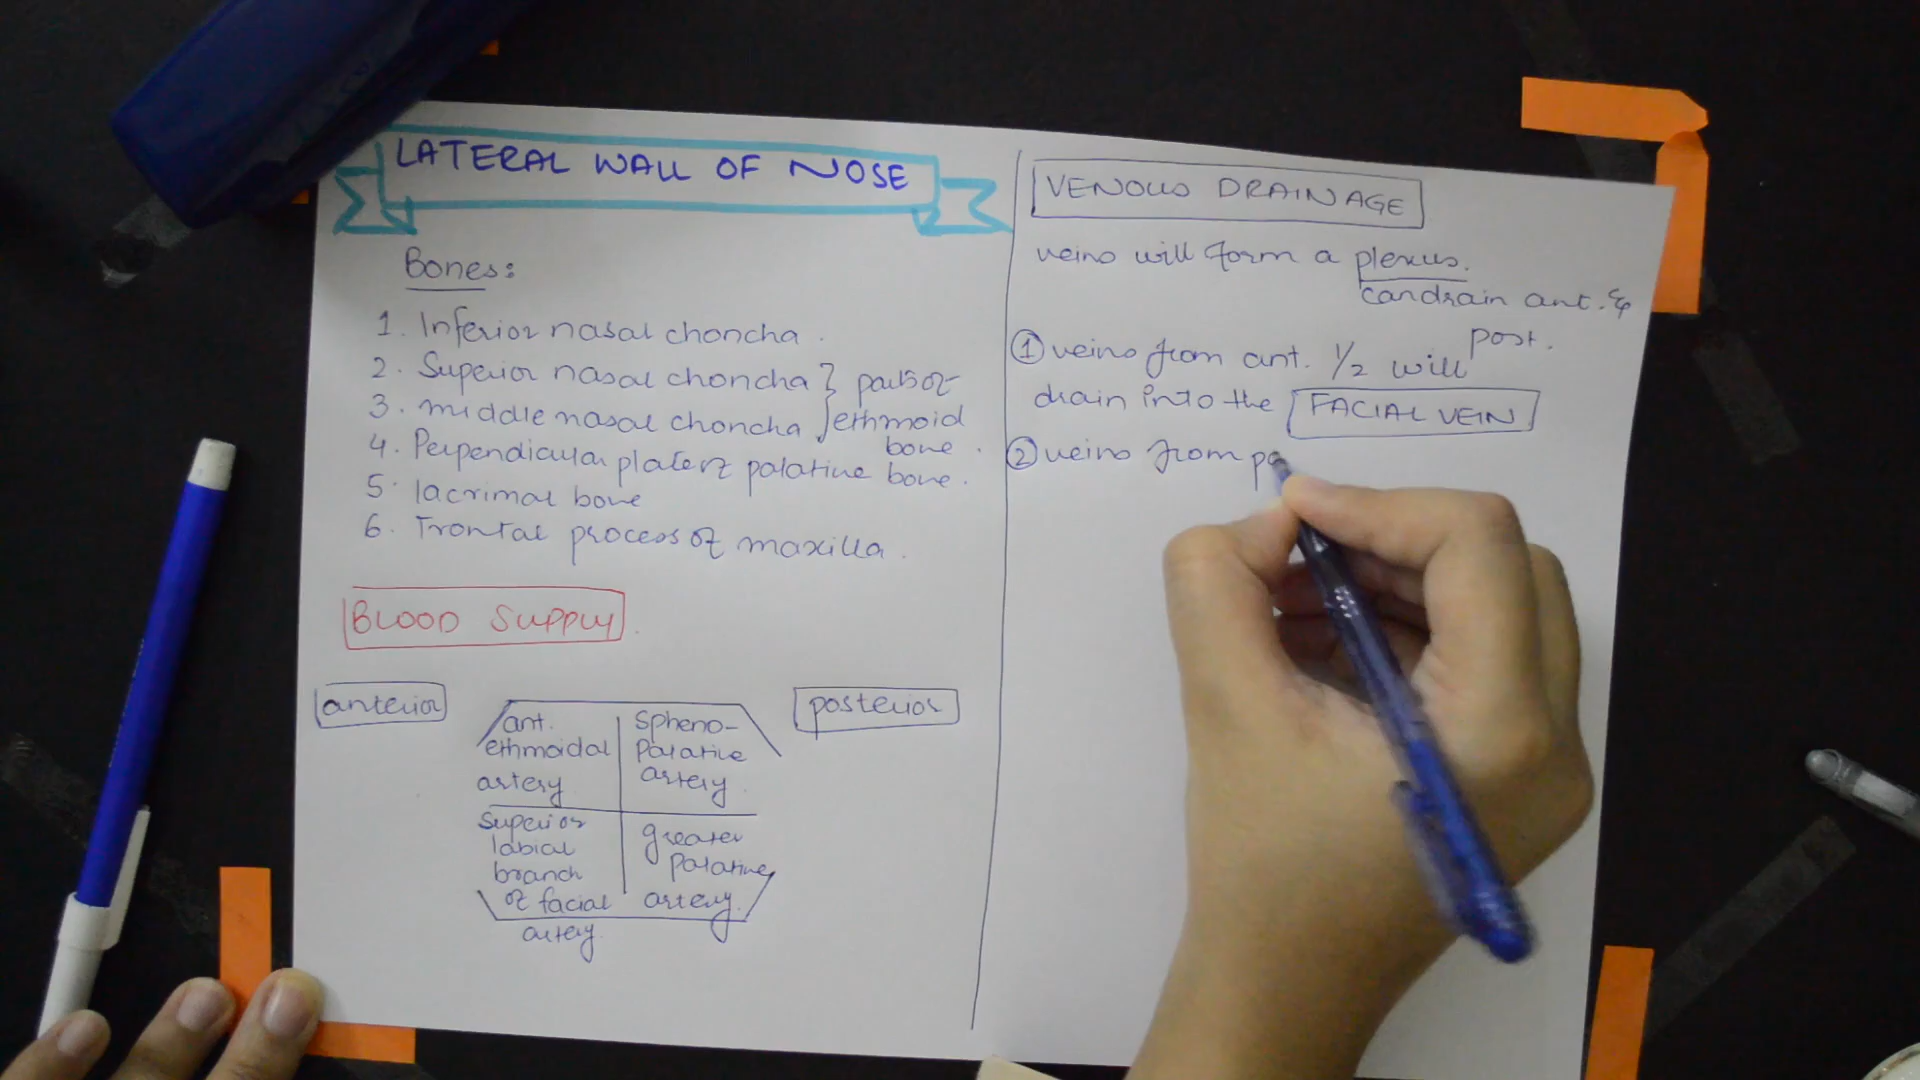 LATERAL WALL OF NOSE
Bones:
1. Inferior nasal choncha.
2. Superior nasal choncha } parts of
3. middle nasal choncha } ethmoid
bone.
4. Perpendicular plate of palatine bone.
5. lacrimal bone
6. Frontal process of maxilla.
BLOOD SUPPLY
anterior
posterior
ant.
ethmoidal
artery
Spheno-
Palatine
artery.
Superior
labial
branch
of facial
artery.
greater
palatine
artery.
VENOUS DRAINAGE
veins will form a plexus.
can drain ant. &
post.
① veins from ant. 1/2 will
drain into the FACIAL VEIN
② veins from po